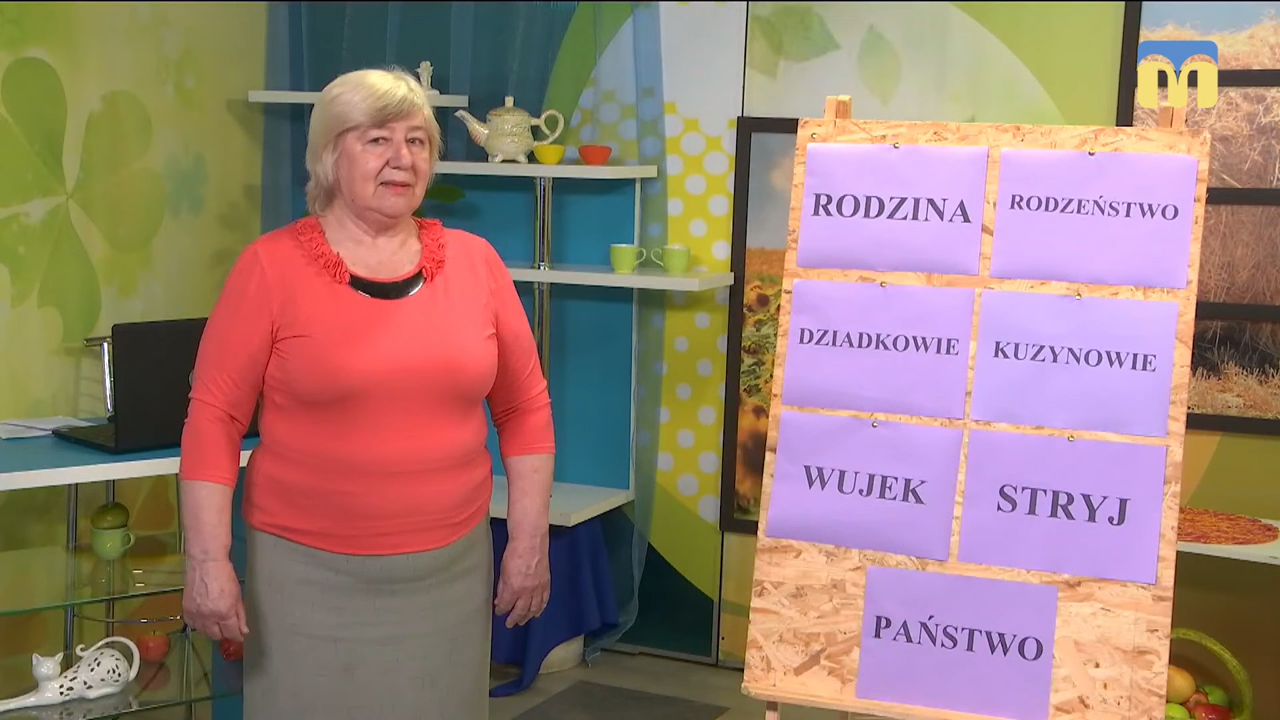 RODZINA
RODZEŃSTWO
DZIADKOWIE
KUZYNOWIE
WUJEK
STRYJ
PAŃSTWO